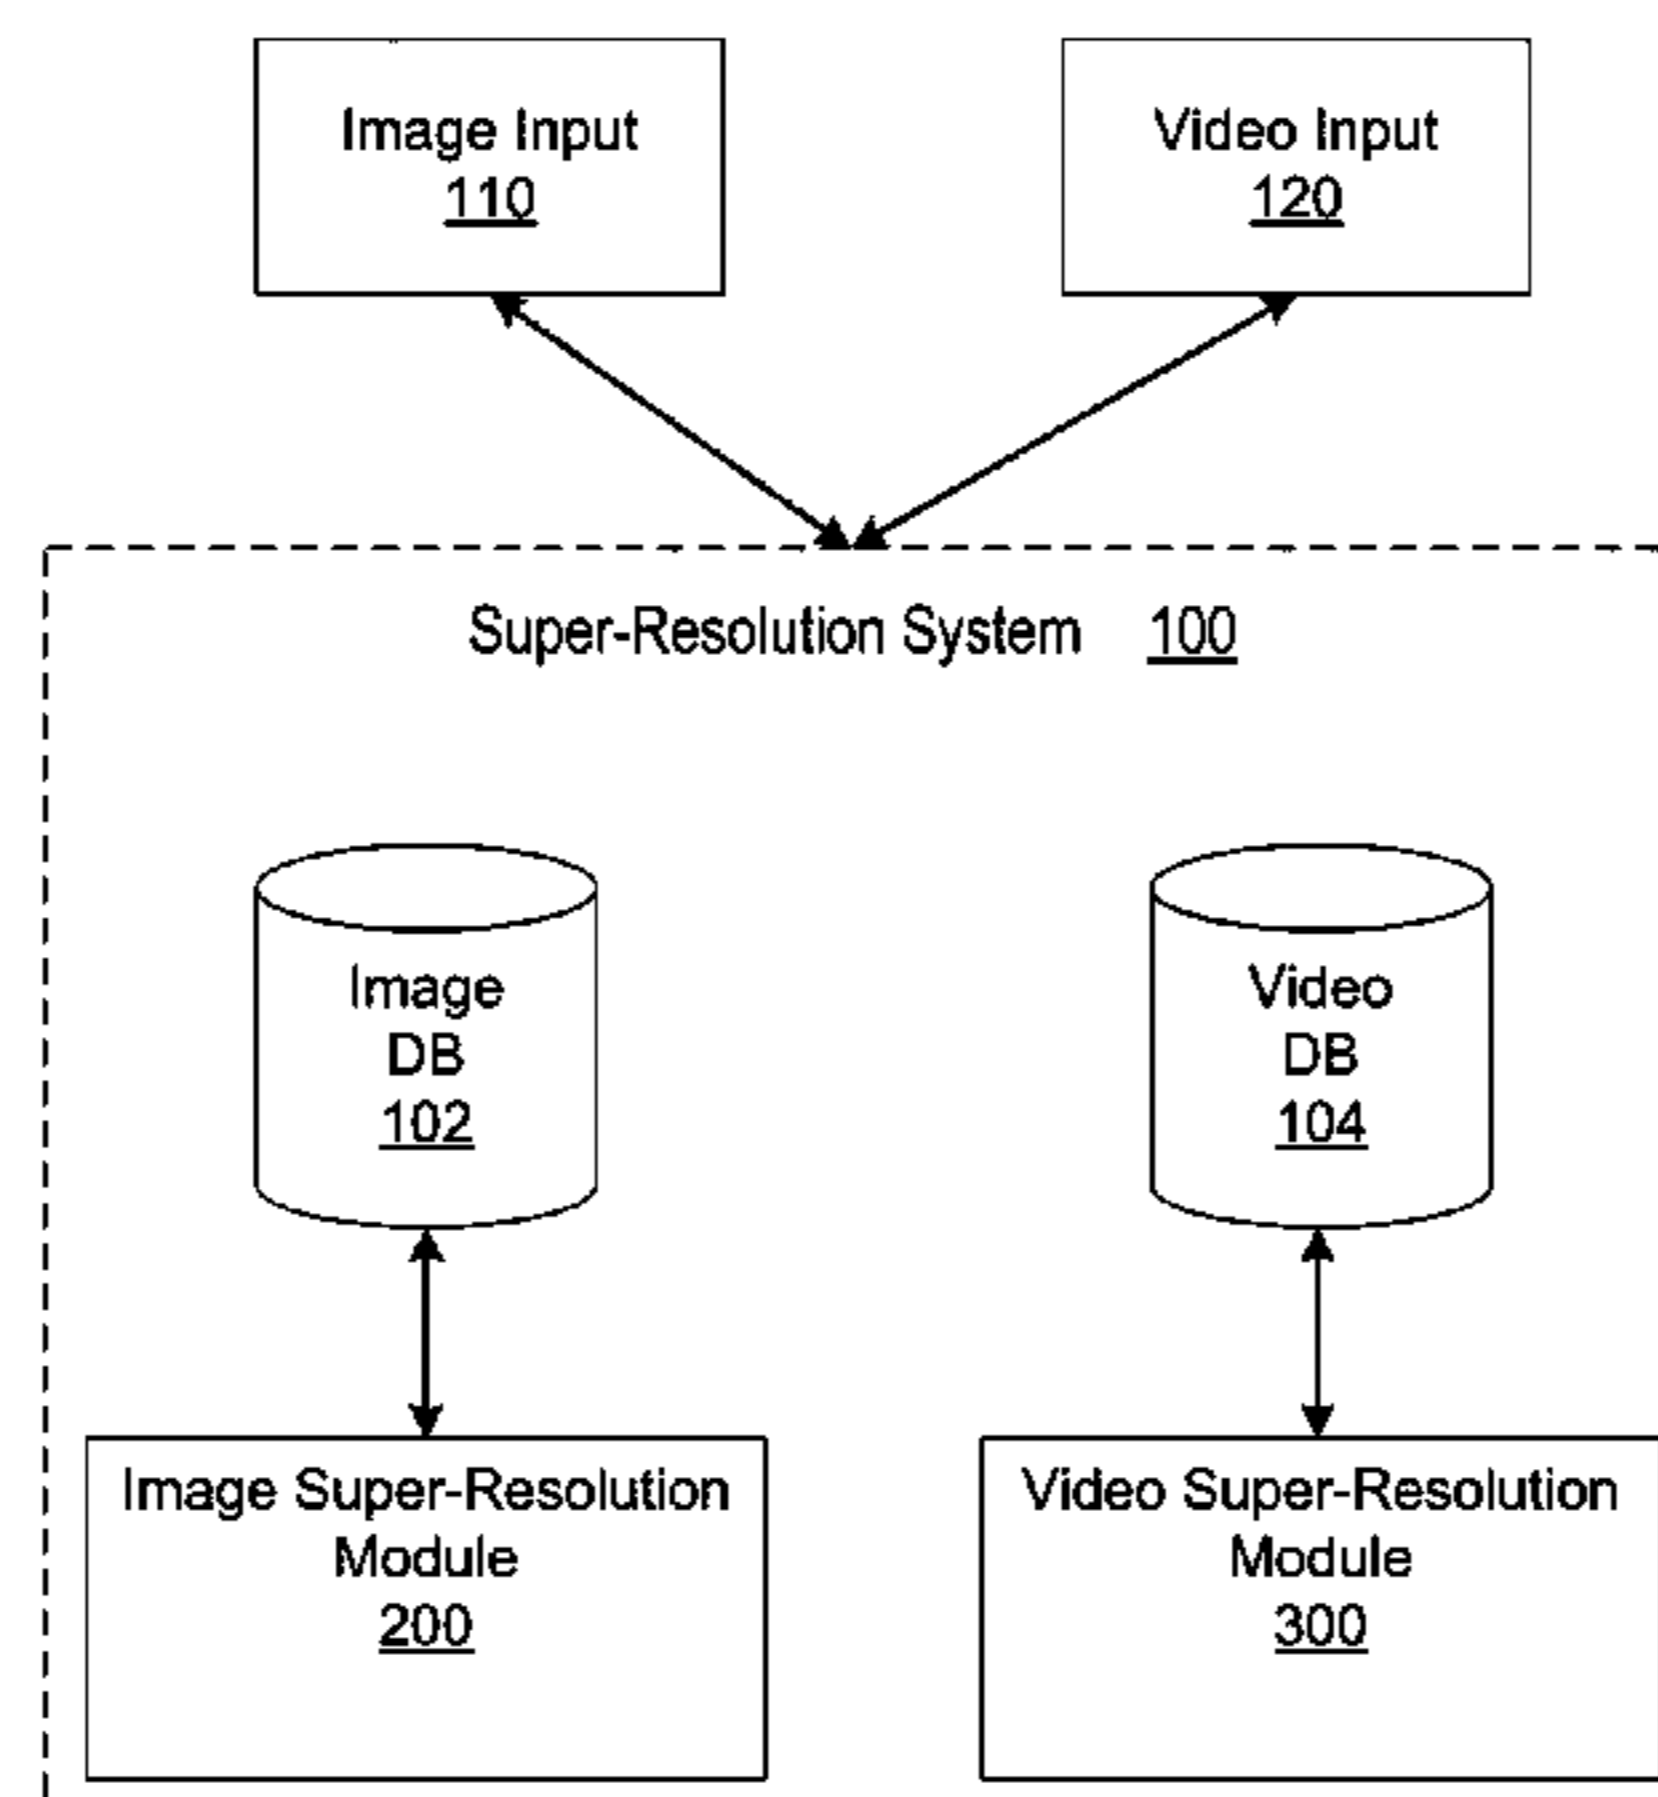 Image Input
110
Video Input
120
Super-Resolution System 100
Image
DB
102
Video
DB
104
Image Super-Resolution
Module
200
Video Super-Resolution
Module
300